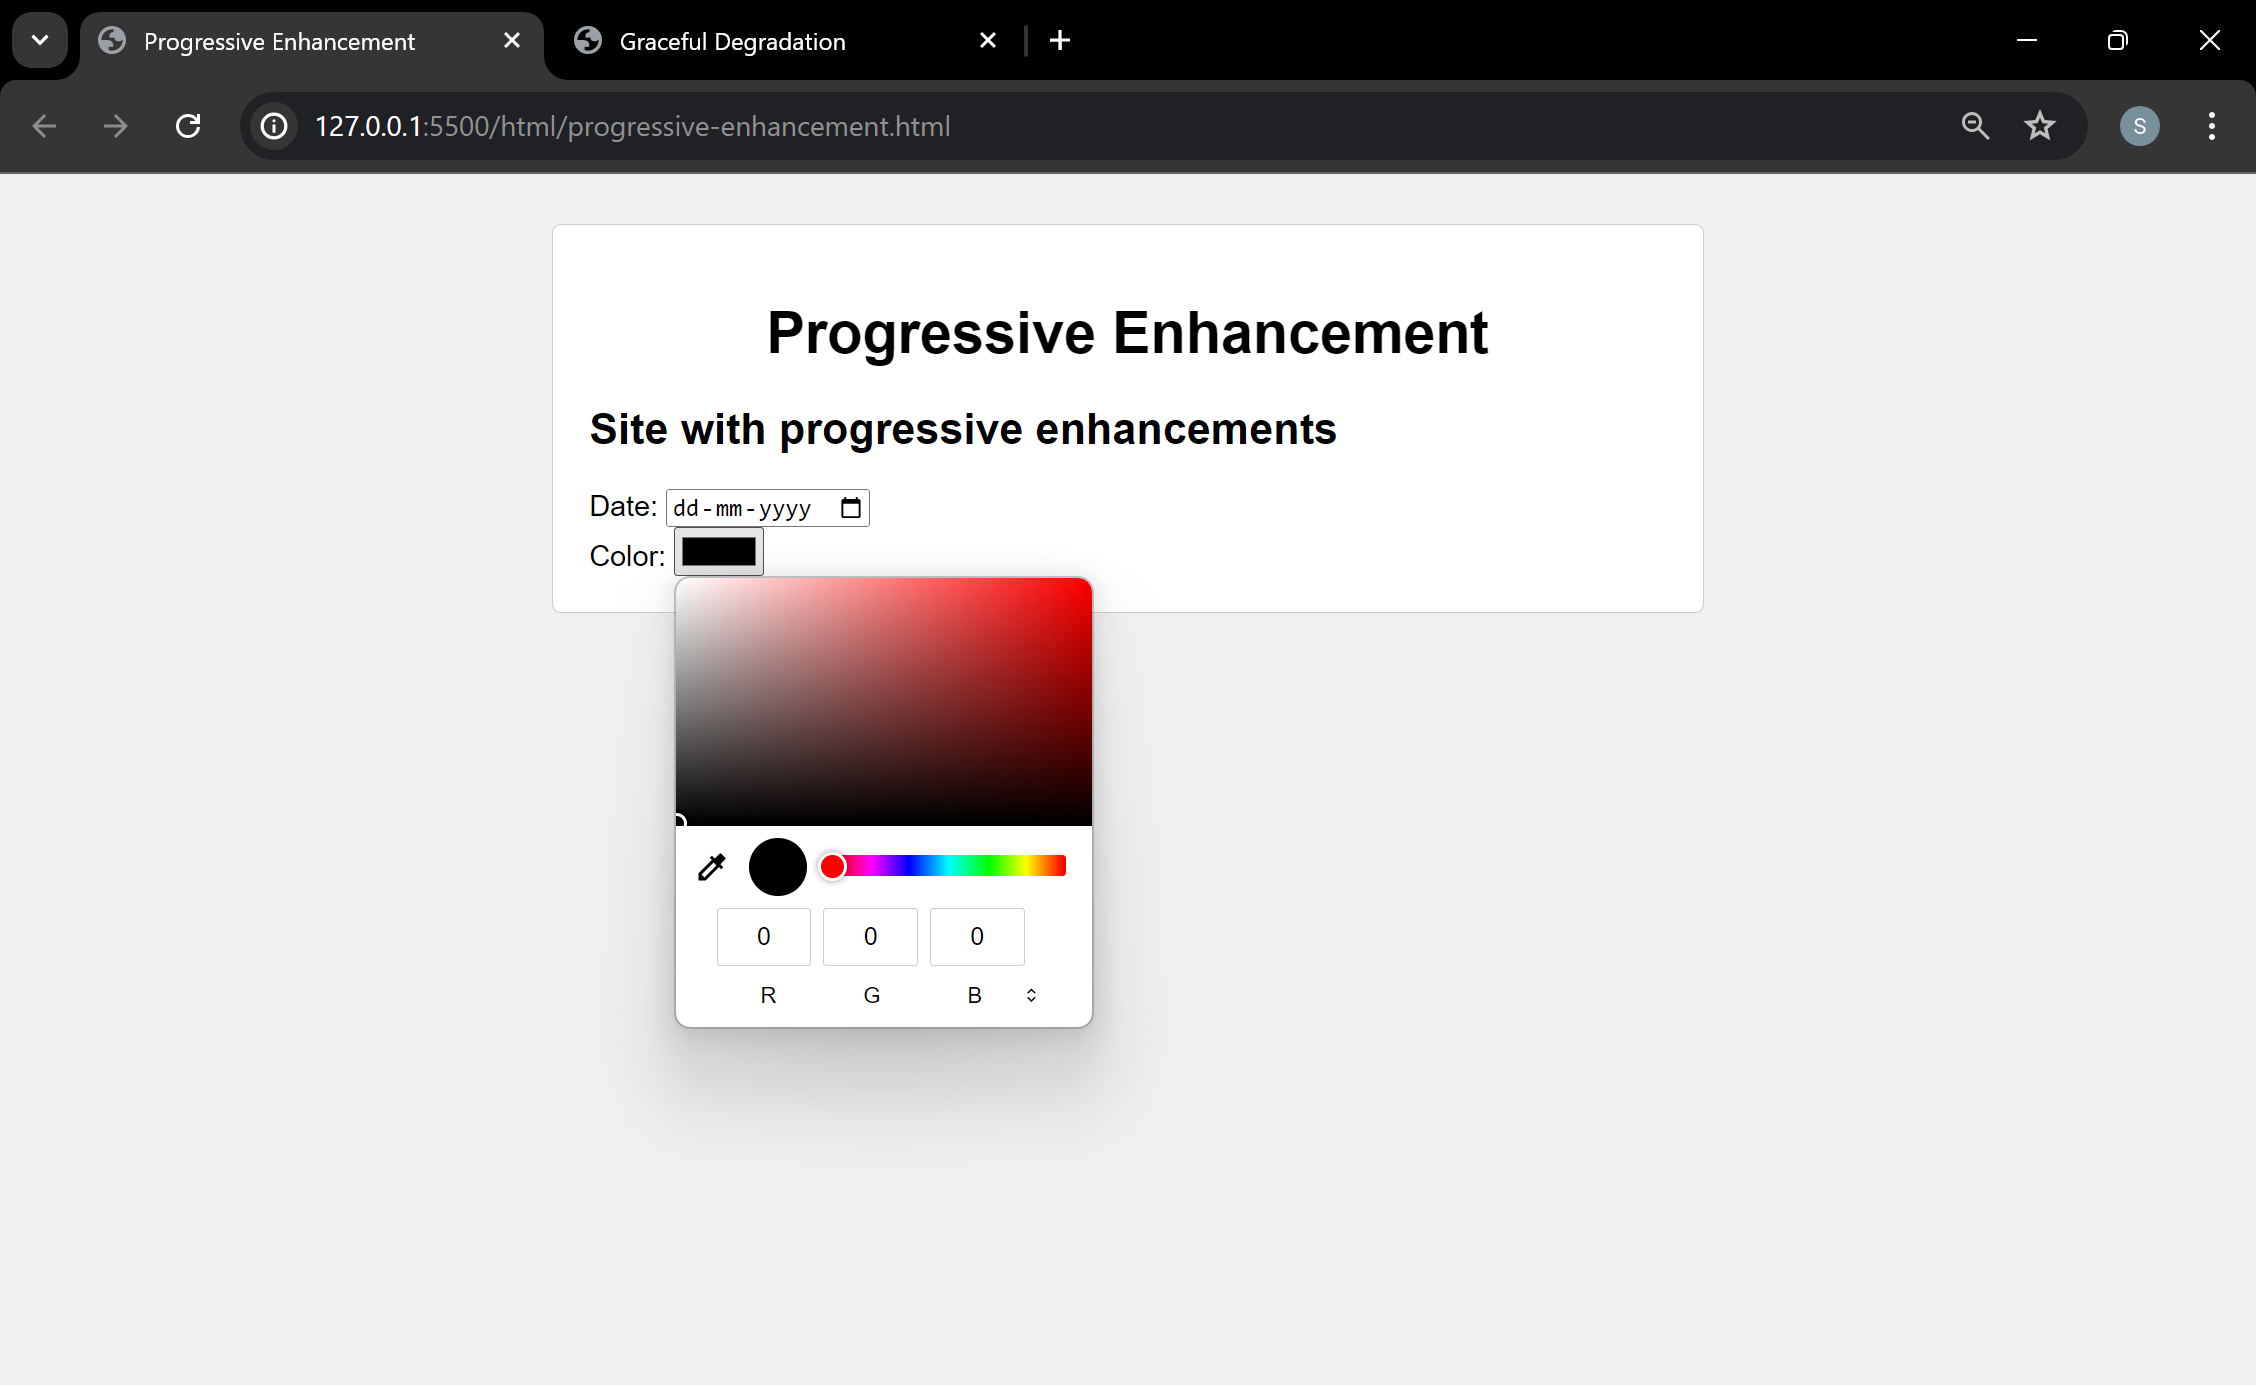 Progressive Enhancement
Graceful Degradation
127.0.0.1:5500/html/progressive-enhancement.html
S
Progressive Enhancement
Site with progressive enhancements
Date: dd-mm-yyyy
Color:
0 0 0
R G B